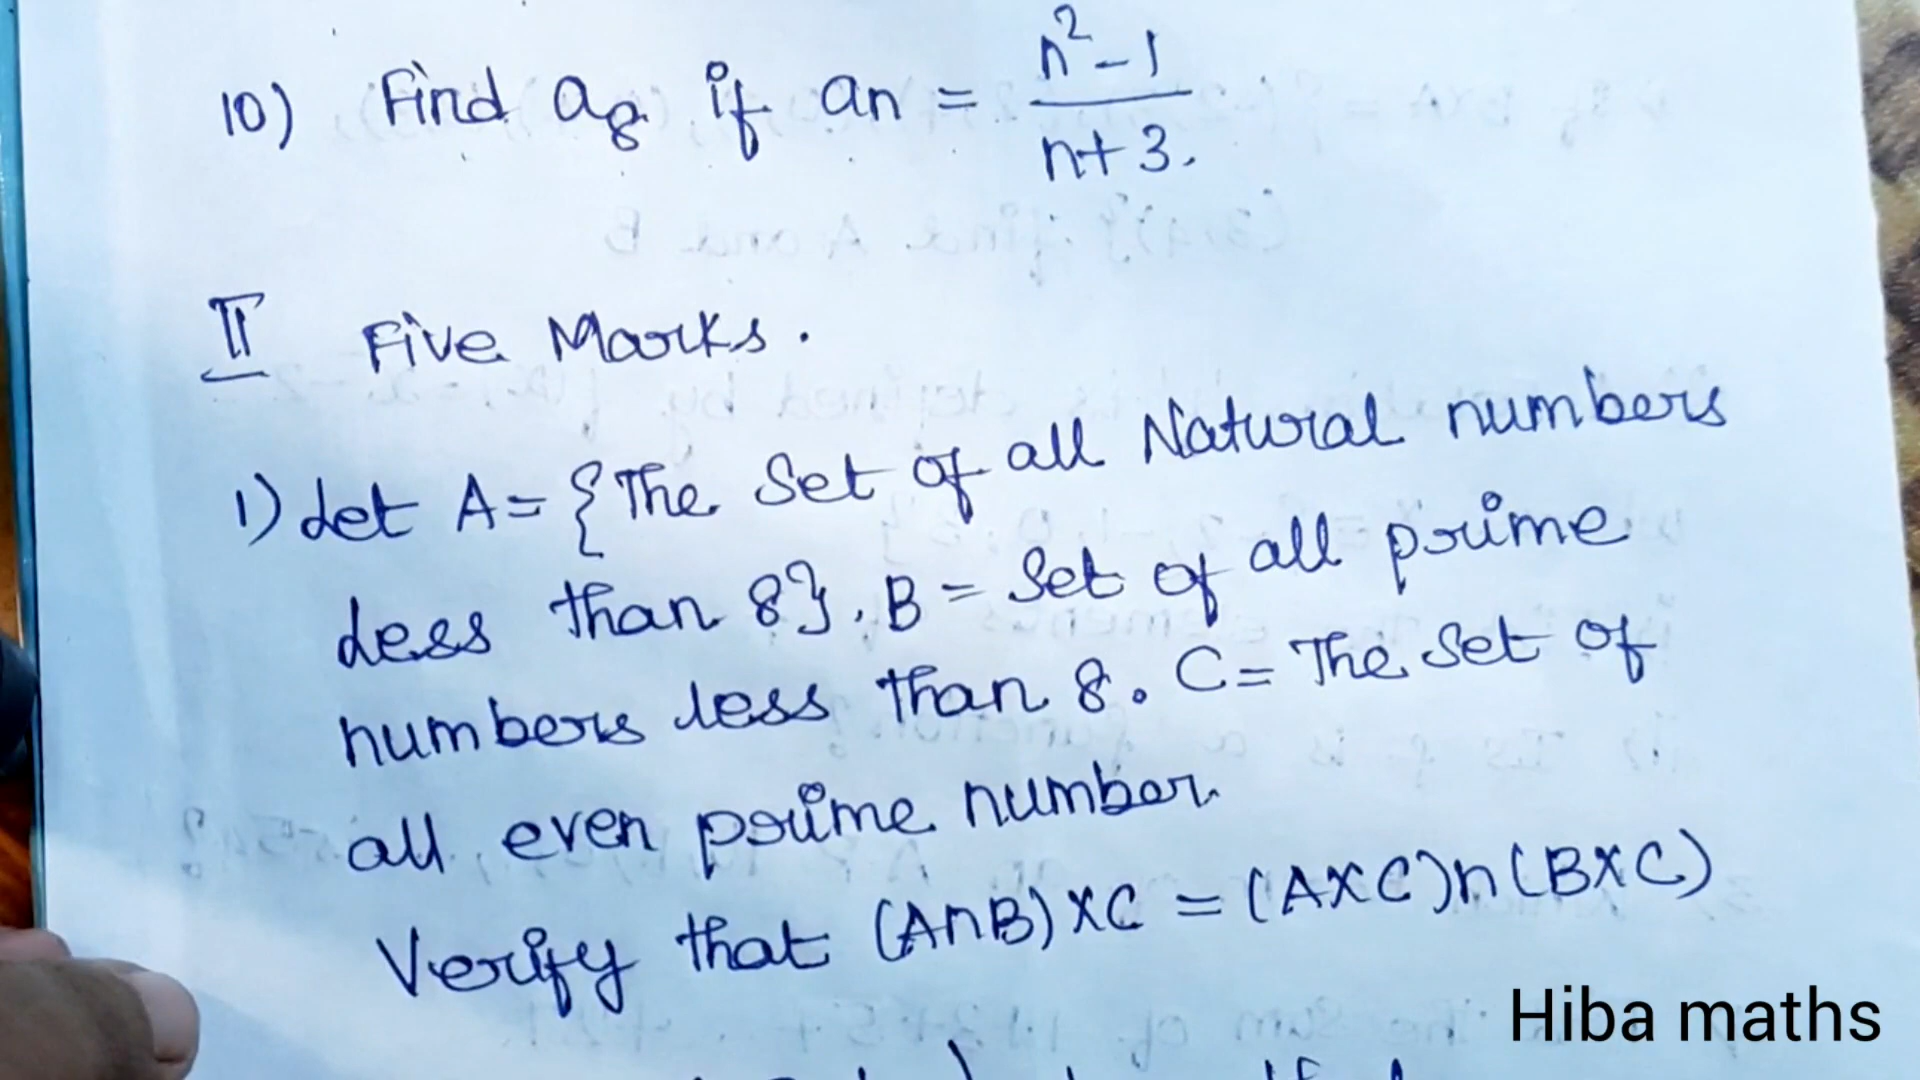 10) Find a₈ if an = n²-1 / n+3.
II Five Marks.
1) Let A= {The Set of all Natural numbers
Less than 8}. B = Set of all prime
numbers less than 8. C= The Set of
all even prime number.
Verify that (A∩B)×C = (A×C)∩(B×C)
Hiba maths